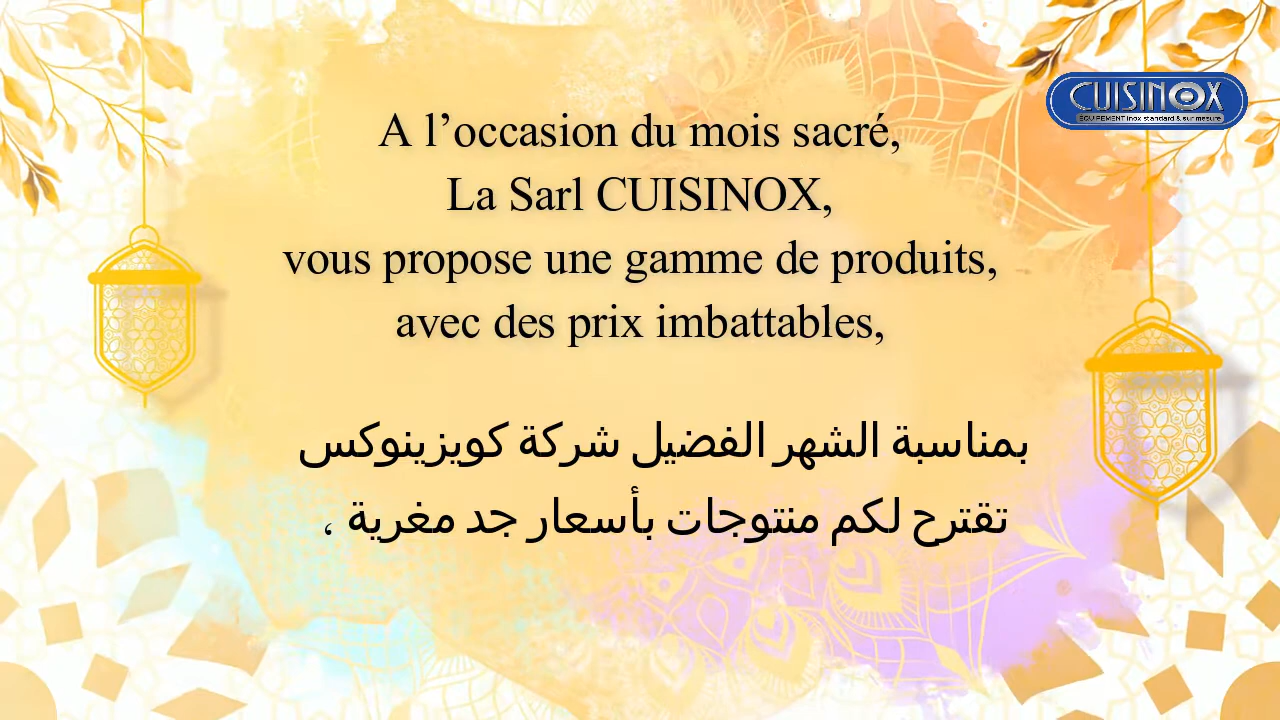 CUISINOX
EQUIPEMENT inox standard & sur mesure
A l’occasion du mois sacré,
La Sarl CUISINOX,
vous propose une gamme de produits,
avec des prix imbattables,
بمناسبة الشهر الفضيل شركة كويزينوكس
تقترح لكم منتوجات بأسعار جد مغرية ،